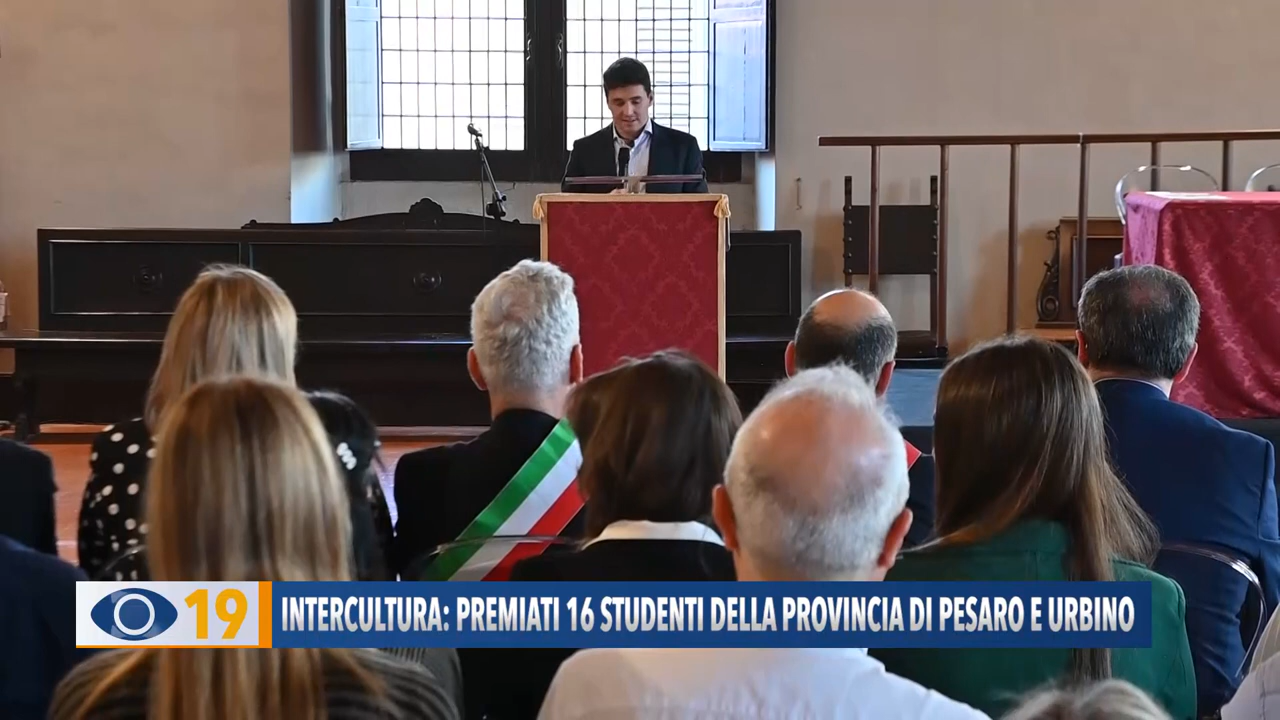 19 INTERCULTURA: PREMIATI 16 STUDENTI DELLA PROVINCIA DI PESARO E URBINO